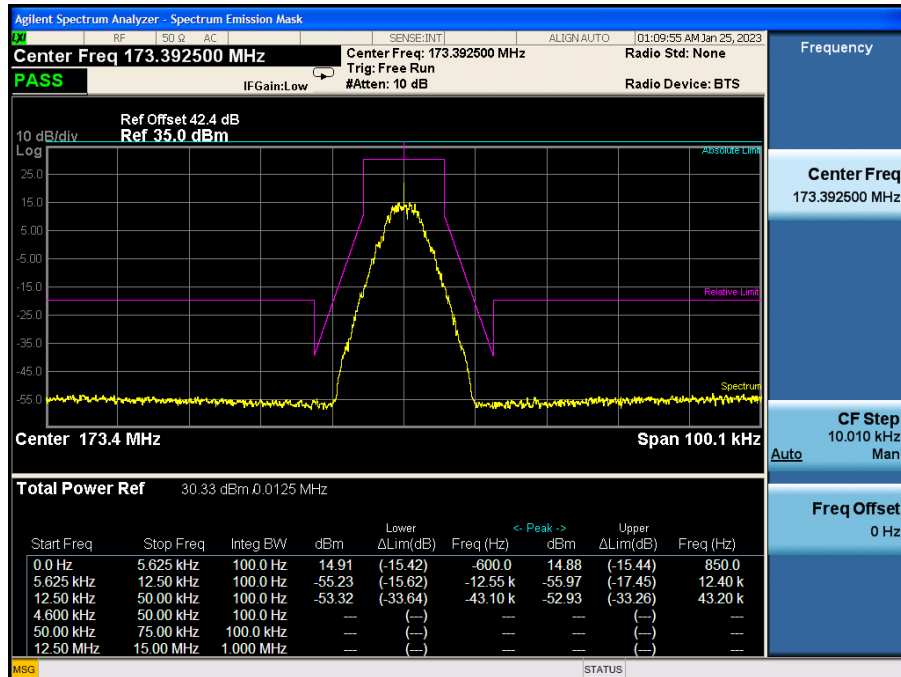 Agilent Spectrum Analyzer - Spectrum Emission Mask
LXI RF 50 Ω AC SENSE:INT ALIGN AUTO 01:09:55 AM Jan 25, 2023
Center Freq 173.392500 MHz Center Freq: 173.392500 MHz Radio Std: None
Trig: Free Run
PASS IFGain:Low #Atten: 10 dB Radio Device: BTS
Ref Offset 42.4 dB
10 dB/div Ref 35.0 dBm
Log
Absolute Limit
25.0
15.0
5.00
-5.00
-15.0
Relative Limit
-25.0
-35.0
-45.0
Spectrum
-55.0
Center 173.4 MHz Span 100.1 kHz
Total Power Ref 30.33 dBm / 0.0125 MHz
Lower <- Peak -> Upper
Start Freq Stop Freq Integ BW dBm ΔLim(dB) Freq (Hz) dBm ΔLim(dB) Freq (Hz)
0.0 Hz 5.625 kHz 100.0 Hz 14.91 (-15.42) -600.0 14.88 (-15.44) 850.0
5.625 kHz 12.50 kHz 100.0 Hz -55.23 (-15.62) -12.55 k -55.97 (-17.45) 12.40 k
12.50 kHz 50.00 kHz 100.0 Hz -53.32 (-33.64) -43.10 k -52.93 (-33.26) 43.20 k
4.600 kHz 50.00 kHz 100.0 Hz --- (---) --- --- (---) ---
50.00 kHz 75.00 kHz 100.0 kHz --- (---) --- --- (---) ---
12.50 MHz 15.00 MHz 1.000 MHz --- (---) --- --- (---) ---
MSG STATUS
Frequency
Center Freq
173.392500 MHz
CF Step
10.010 kHz
Auto Man
Freq Offset
0 Hz